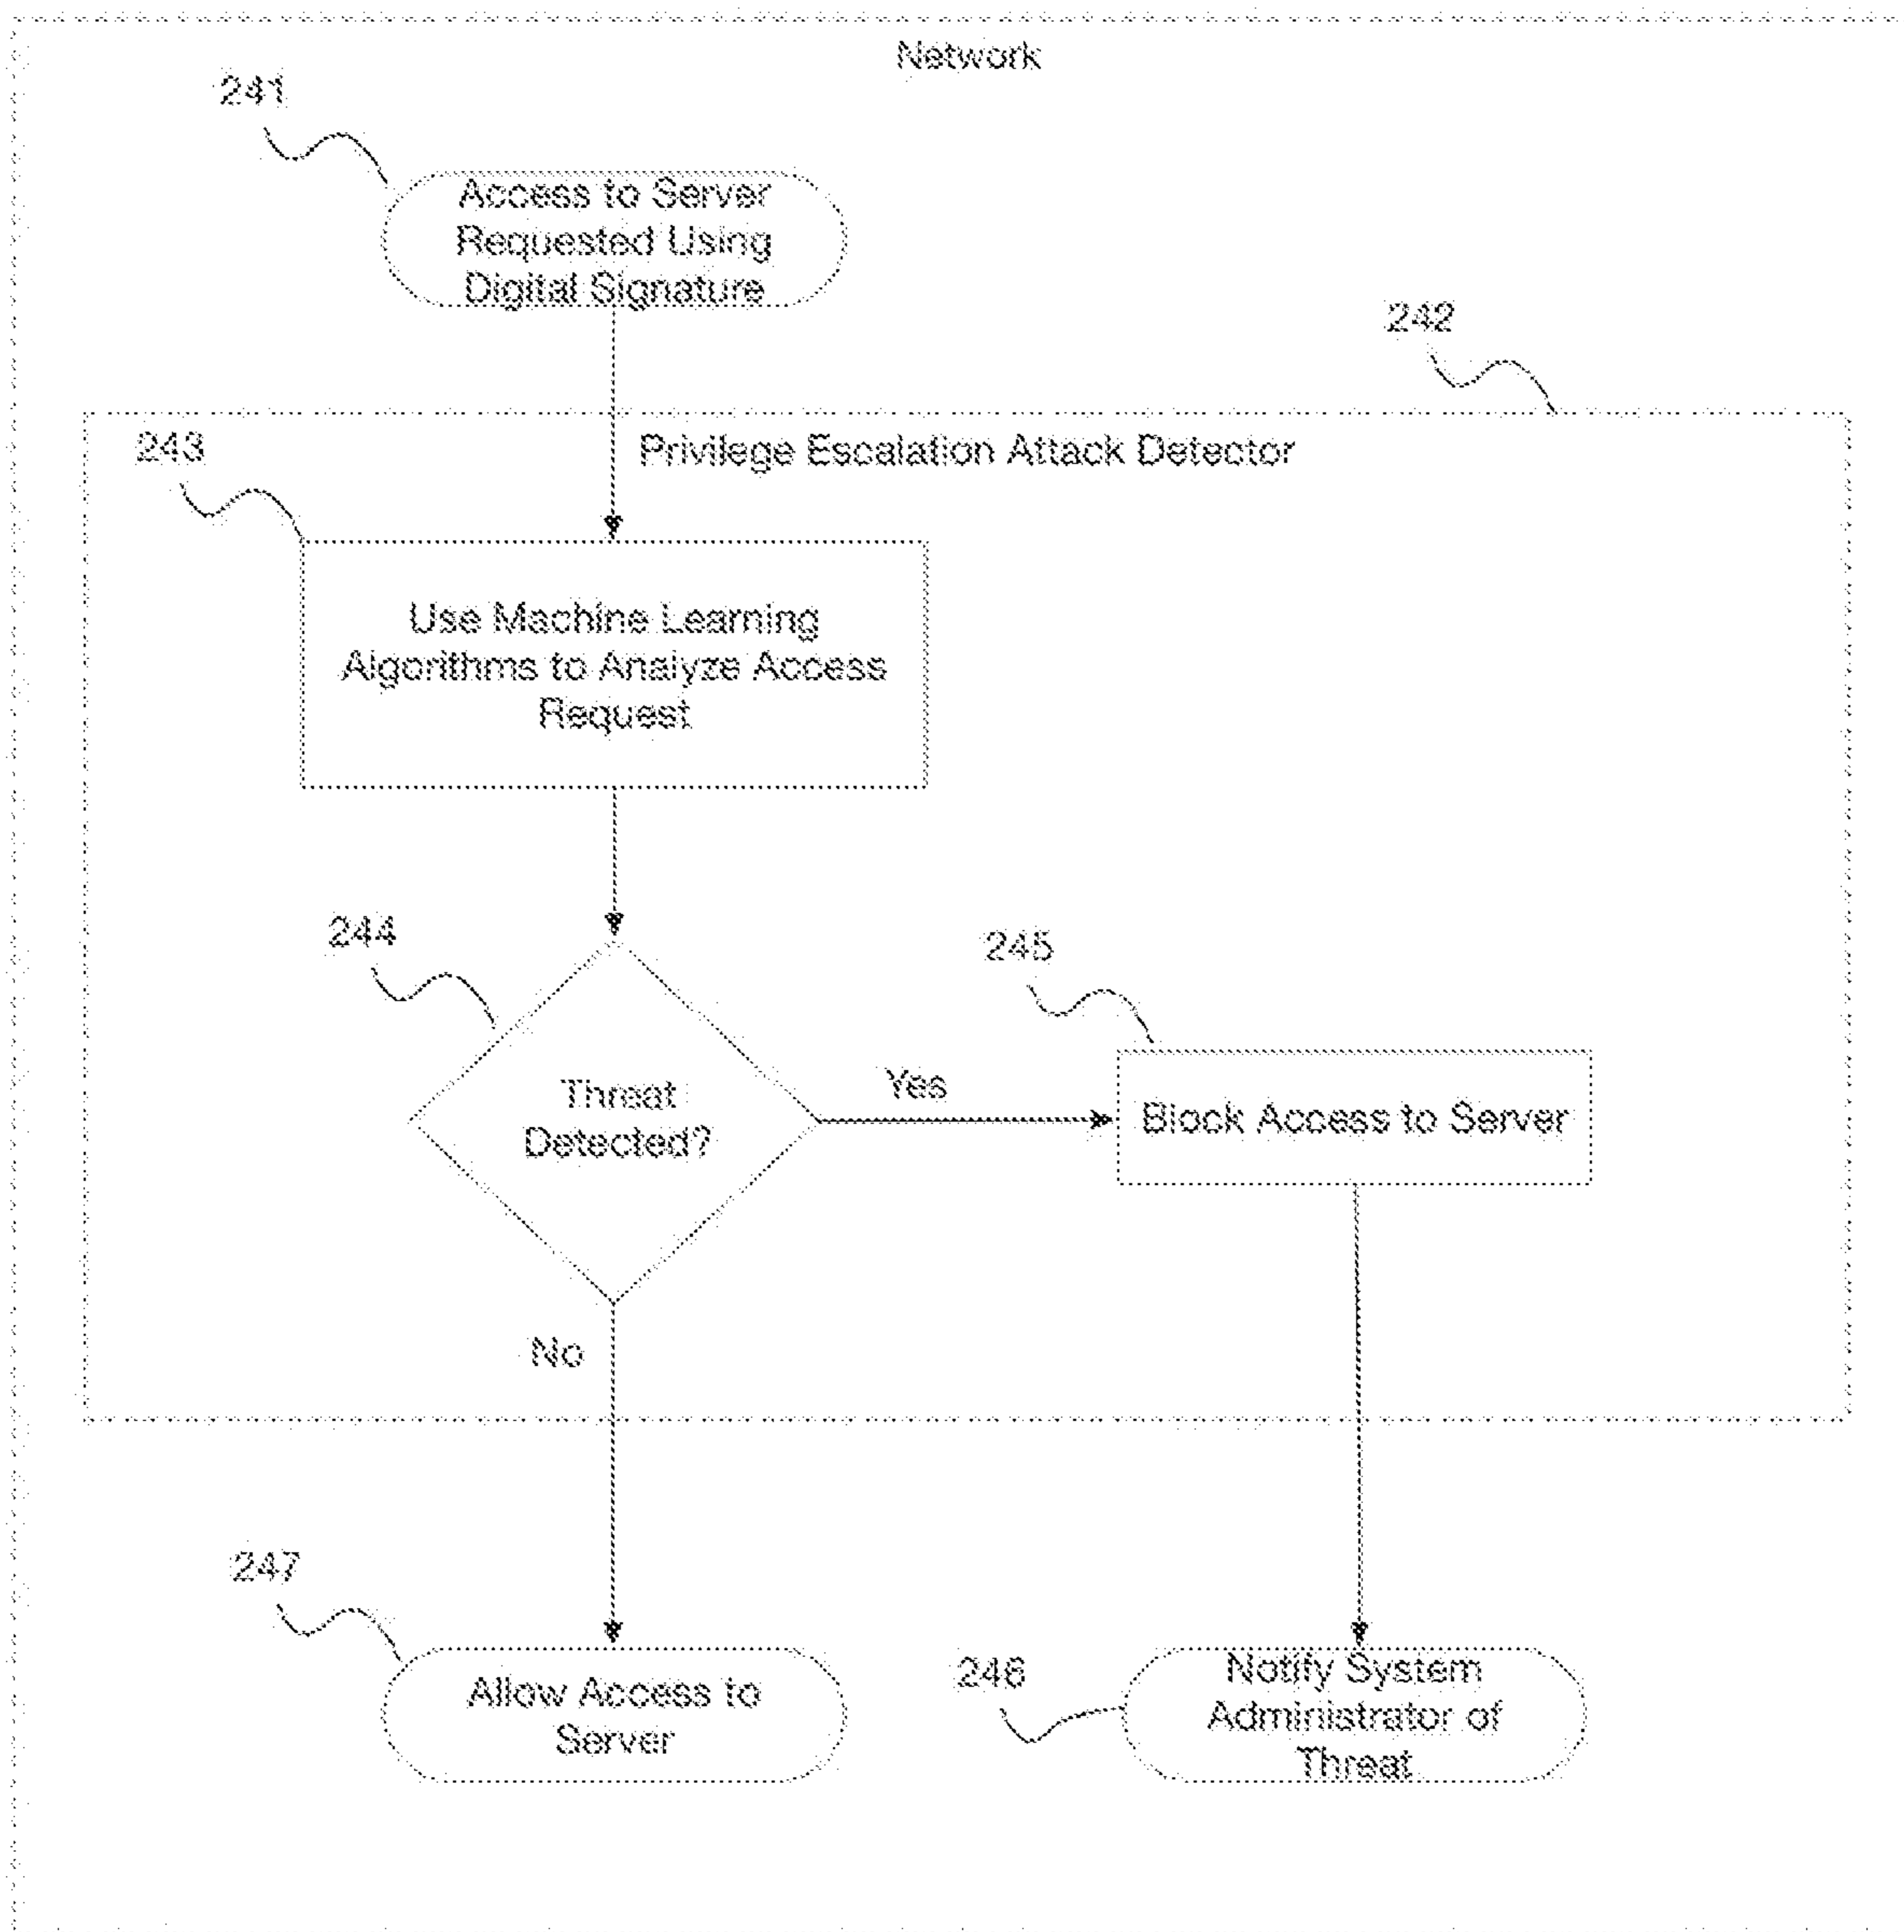 Network
241
Access to Server
Requested Using
Digital Signature
242
243
Privilege Escalation Attack Detector
Use Machine Learning
Algorithms to Analyze Access
Request
244
245
Threat
Detected?
Yes
Block Access to Server
No
247
Allow Access to
Server
246
Notify System
Administrator of
Threat